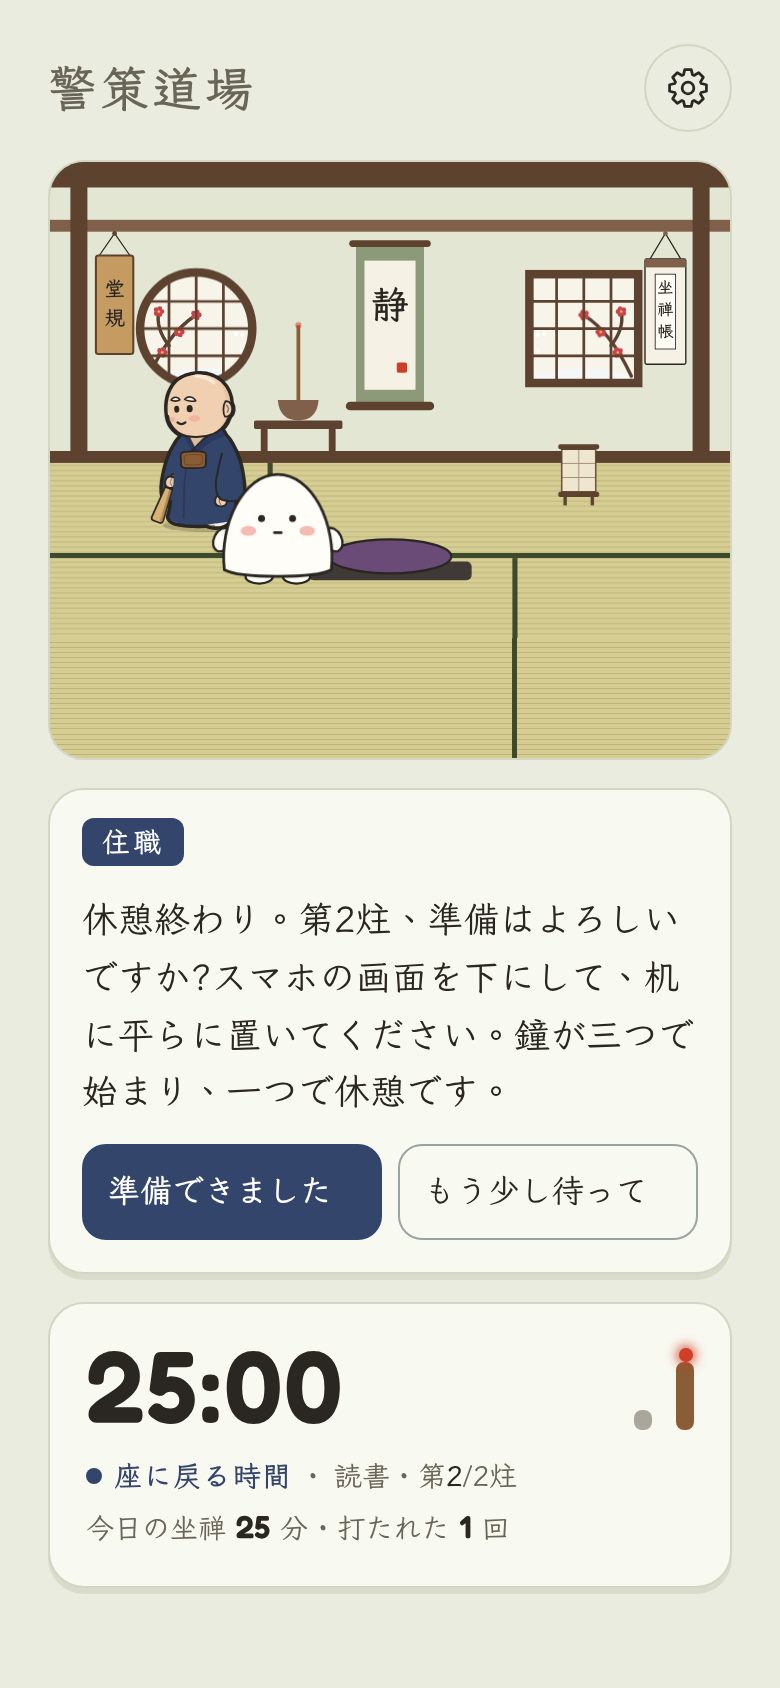 警策道場
堂規
静
坐禅帳
住職
休憩終わり。第2炷、準備はよろしい
ですか?スマホの画面を下にして、机
に平らに置いてください。鐘が三つで
始まり、一つで休憩です。
準備できました
もう少し待って
25:00
座に戻る時間 ・ 読書・第2/2炷
今日の坐禅 25 分・打たれた 1 回